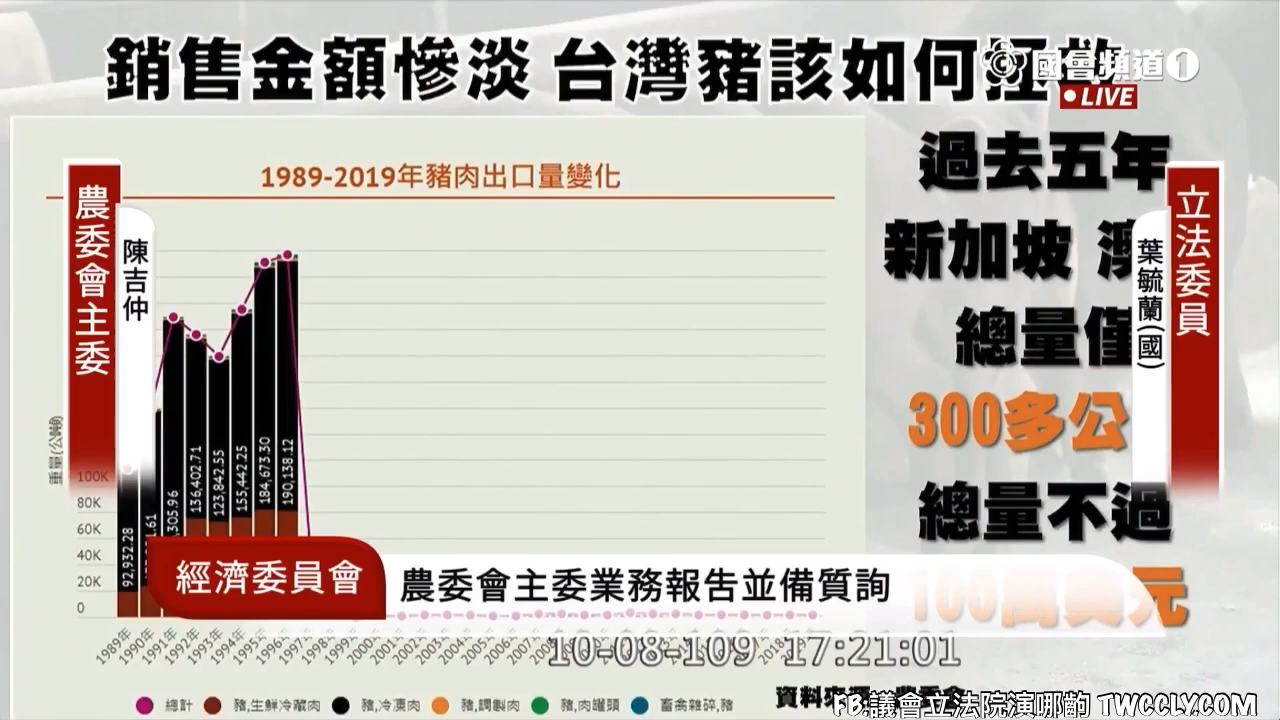 銷售金額慘淡 台灣豬該如何拯救
國會頻道1
LIVE
1989-2019年豬肉出口量變化
過去五年
新加坡
總量僅
300多公
總量不過
農委會主委
陳吉仲
立法委員
葉毓蘭(國)
重量(公噸)
100K
80K
60K
40K
20K
0
92,932.28
136,402.71
123,842.55
155,442.25
184,673.30
190,138.12
經濟委員會
農委會主委業務報告並備質詢
1989年
1990年
1991年
1992年
1993年
1994年
1995年
1996年
1997年
10-08-109 17:21:01
總計
豬,生鮮冷藏肉
豬,冷凍肉
豬,調製肉
豬,肉罐頭
畜禽雜碎,豬
FB:議會立法院演哪齣 TWCCLY.COM